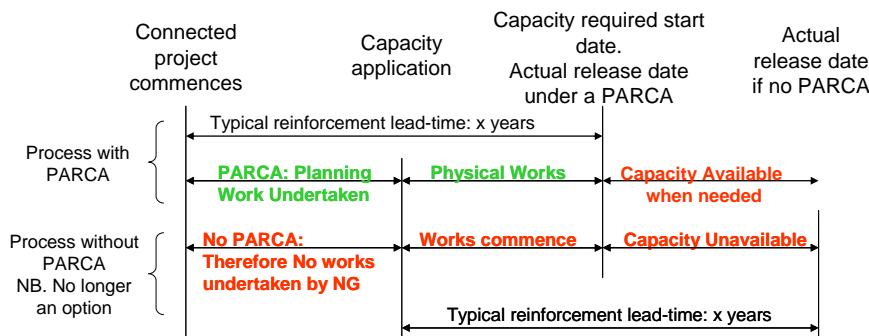 Connected
project
commences
Capacity
application
Capacity required start
date.
Actual release date
under a PARCA
Actual
release date
if no PARCA
Typical reinforcement lead-time: x years
Process with
PARCA
PARCA: Planning
Work Undertaken
Physical Works
Capacity Available
when needed
Process without
PARCA
NB. No longer
an option
No PARCA:
Therefore No works
undertaken by NG
Works commence
Capacity Unavailable
Typical reinforcement lead-time: x years